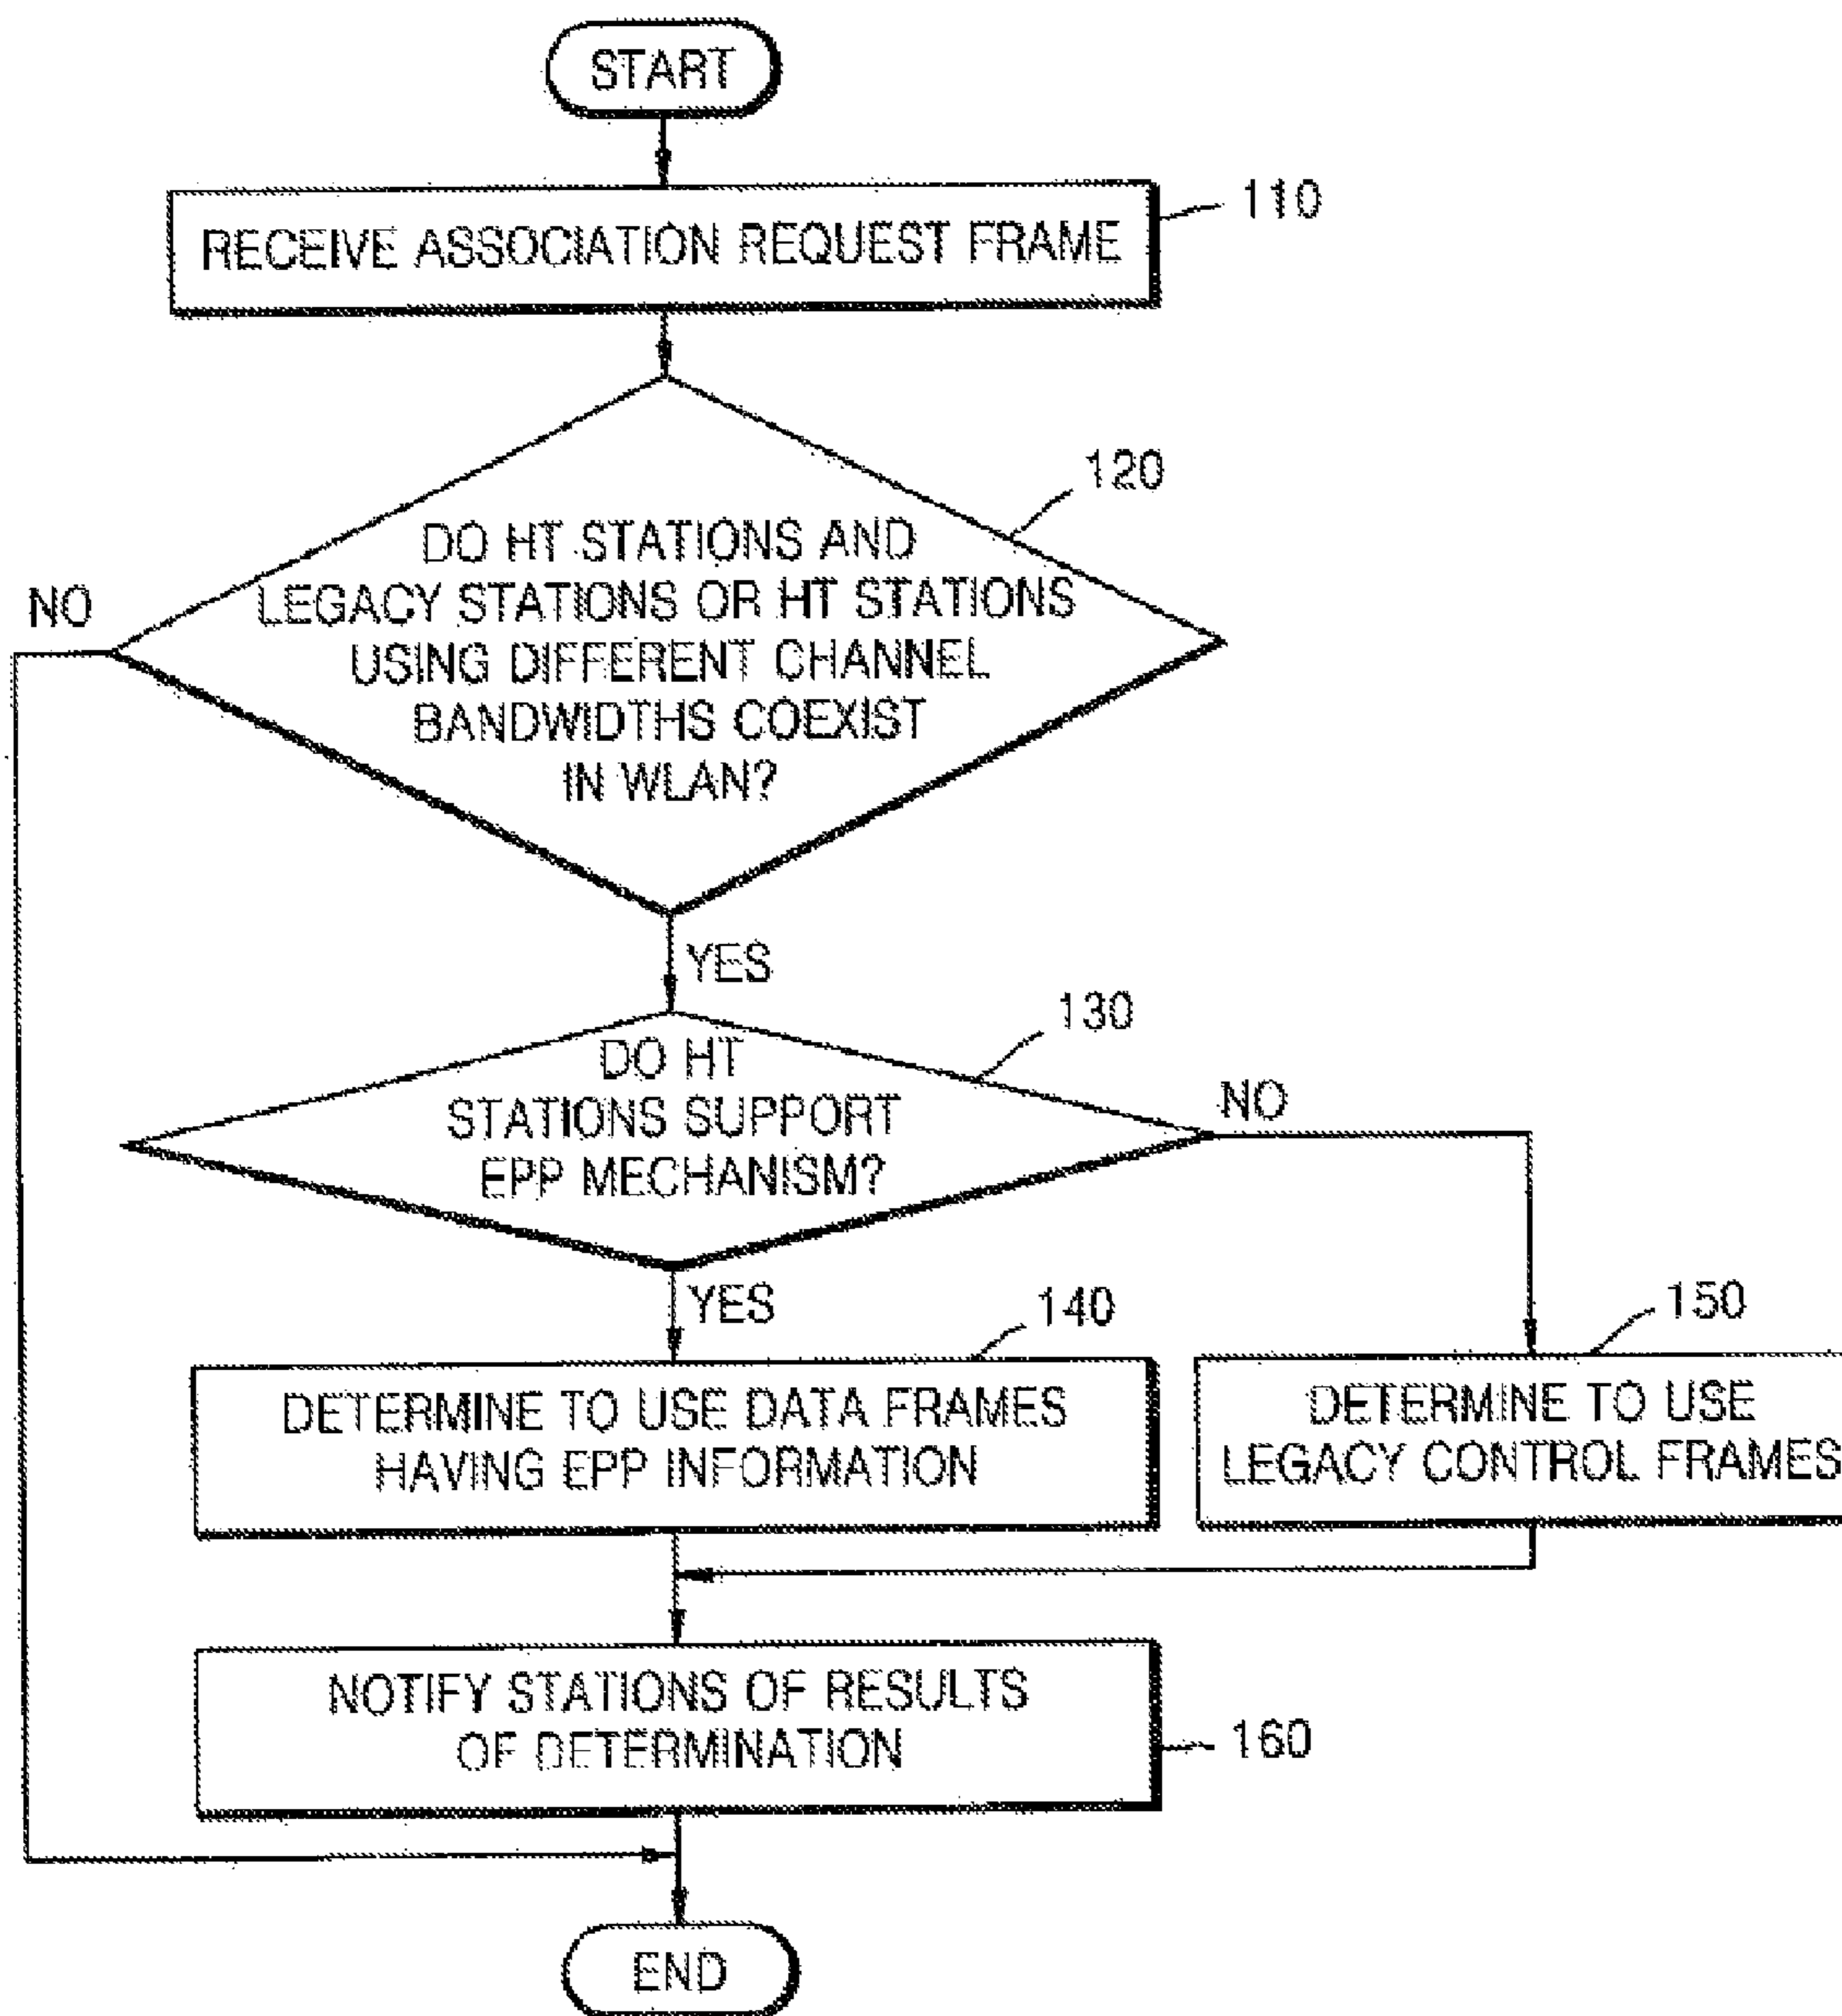 START
RECEIVE ASSOCIATION REQUEST FRAME
110
120
DO HT STATIONS AND
LEGACY STATIONS OR HT STATIONS
USING DIFFERENT CHANNEL
BANDWIDTHS COEXIST
IN WLAN?
NO
YES
130
DO HT
STATIONS SUPPORT
EPP MECHANISM?
NO
YES
140
DETERMINE TO USE DATA FRAMES
HAVING EPP INFORMATION
150
DETERMINE TO USE
LEGACY CONTROL FRAMES
NOTIFY STATIONS OF RESULTS
OF DETERMINATION
160
END